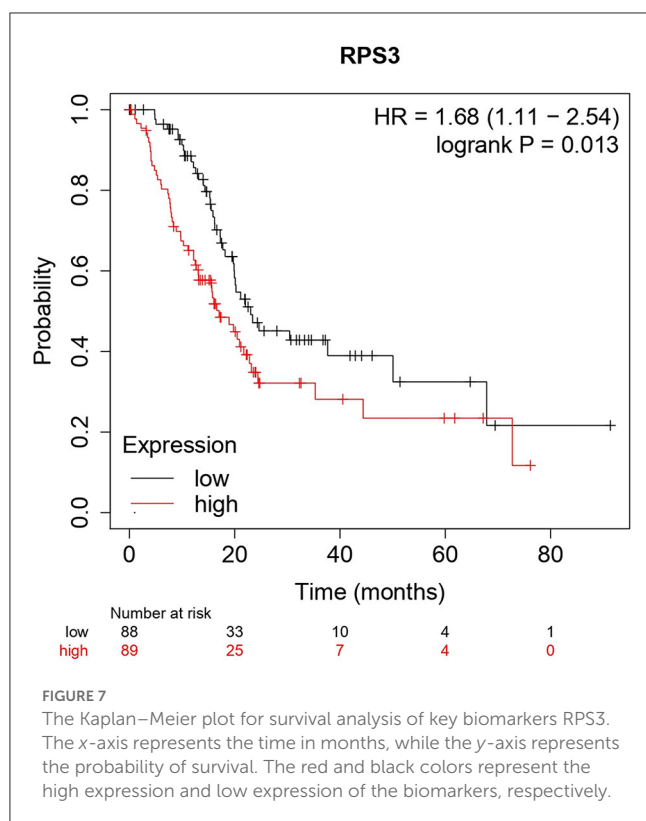 RPS3
HR = 1.68 (1.11 − 2.54)
logrank P = 0.013
Probability
1.0
0.8
0.6
0.4
0.2
0.0
Expression
low
high
0 20 40 60 80
Time (months)
Number at risk
low 88 33 10 4 1
high 89 25 7 4 0
FIGURE 7
The Kaplan–Meier plot for survival analysis of key biomarkers RPS3.
The x-axis represents the time in months, while the y-axis represents
the probability of survival. The red and black colors represent the
high expression and low expression of the biomarkers, respectively.